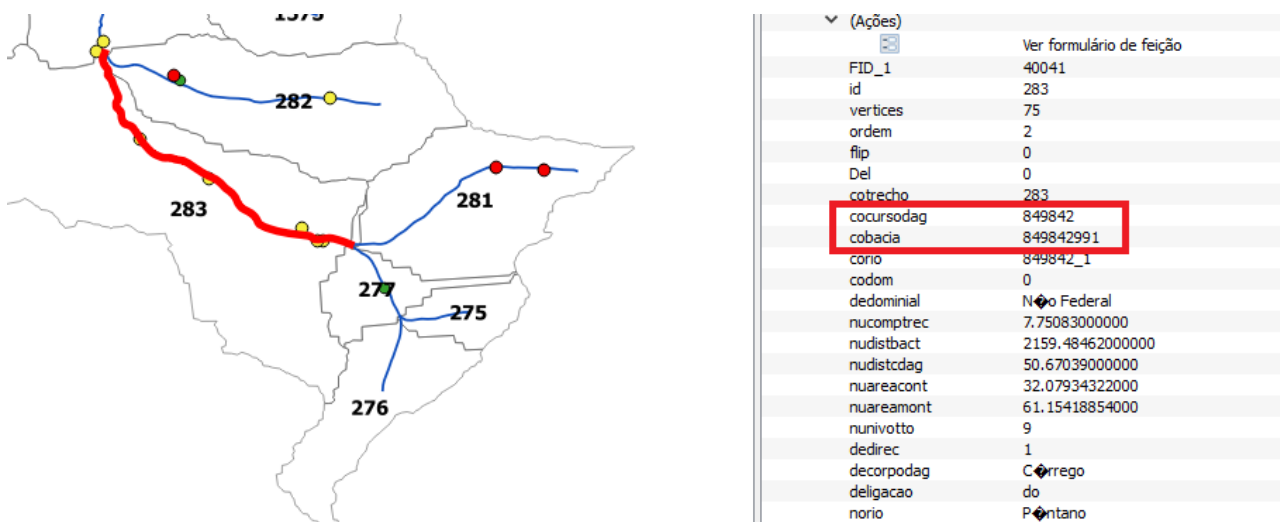 282
281
283
277
275
276
(Ações)
Ver formulário de feição
FID_1 40041
id 283
vertices 75
ordem 2
flip 0
Del 0
cotrecho 283
cocursodag 849842
cobacia 849842991
corio 849842_1
codom 0
dedominial N�o Federal
nucomptrec 7.75083000000
nudistbact 2159.48462000000
nudistcdag 50.67039000000
nuareacont 32.07934322000
nuareamont 61.15418854000
nunivotto 9
dedirec 1
decorpodag C�rrego
deligacao do
norio P�ntano